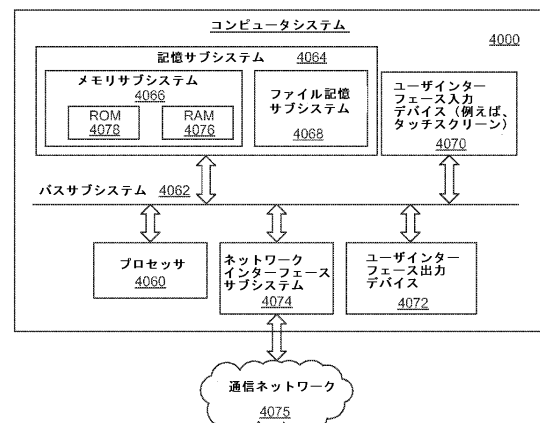 コンピュータシステム
4000
記憶サブシステム 4064
メモリサブシステム
4066
ROM
4078
RAM
4076
ファイル記憶
サブシステム
4068
ユーザインター
フェース入力
デバイス（例えば、
タッチスクリーン）
4070
バスサブシステム 4062
プロセッサ
4060
ネットワーク
インターフェース
サブシステム
4074
ユーザインター
フェース出力
デバイス
4072
通信ネットワーク
4075